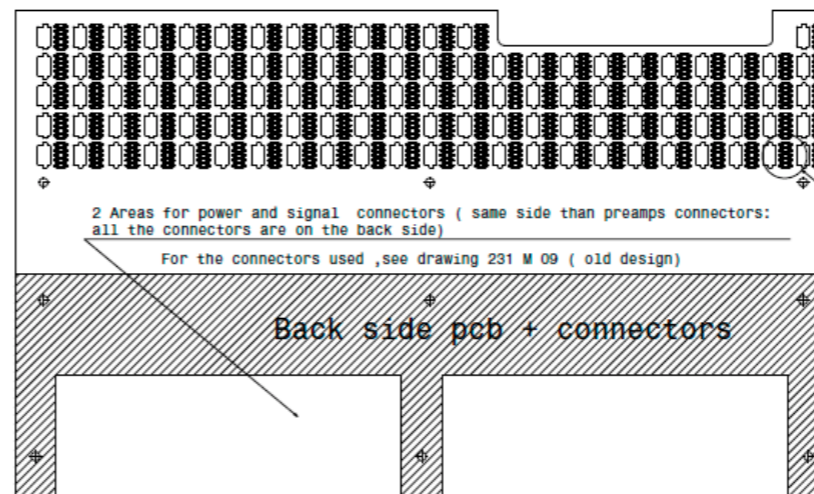 2 Areas for power and signal connectors ( same side than preamps connectors:
all the connectors are on the back side)
For the connectors used ,see drawing 231 M 09 ( old design)
Back side pcb + connectors